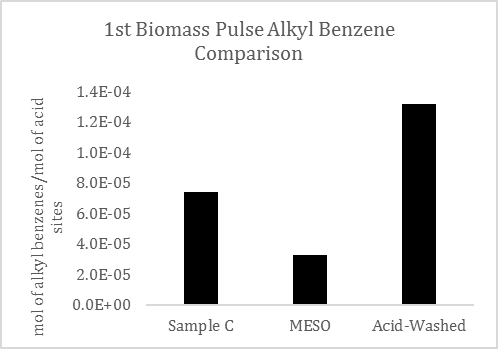 1st Biomass Pulse Alkyl Benzene
Comparison
mol of alkyl benzenes/mol of acid
sites
1.4E-04
1.2E-04
1.0E-04
8.0E-05
6.0E-05
4.0E-05
2.0E-05
0.0E+00
Sample C
MESO
Acid-Washed